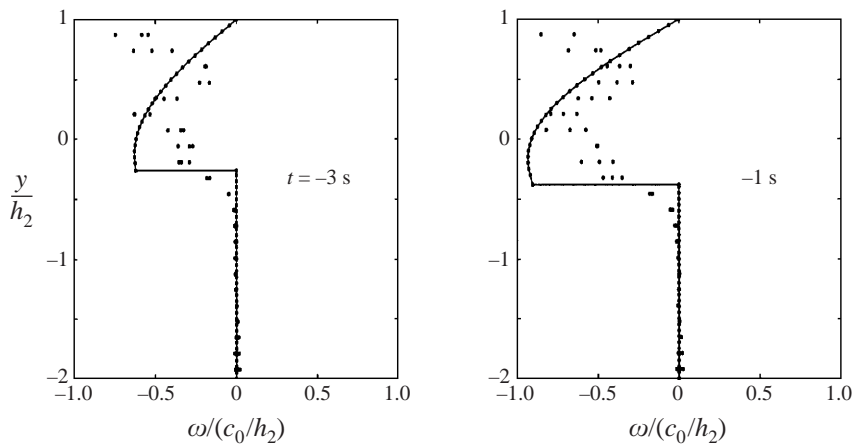 1
0
–1
–2
y
h2
t = –3 s
–1.0 –0.5 0 0.5 1.0
ω/(c0/h2)
1
0
–1
–2
–1 s
–1.0 –0.5 0 0.5 1.0
ω/(c0/h2)